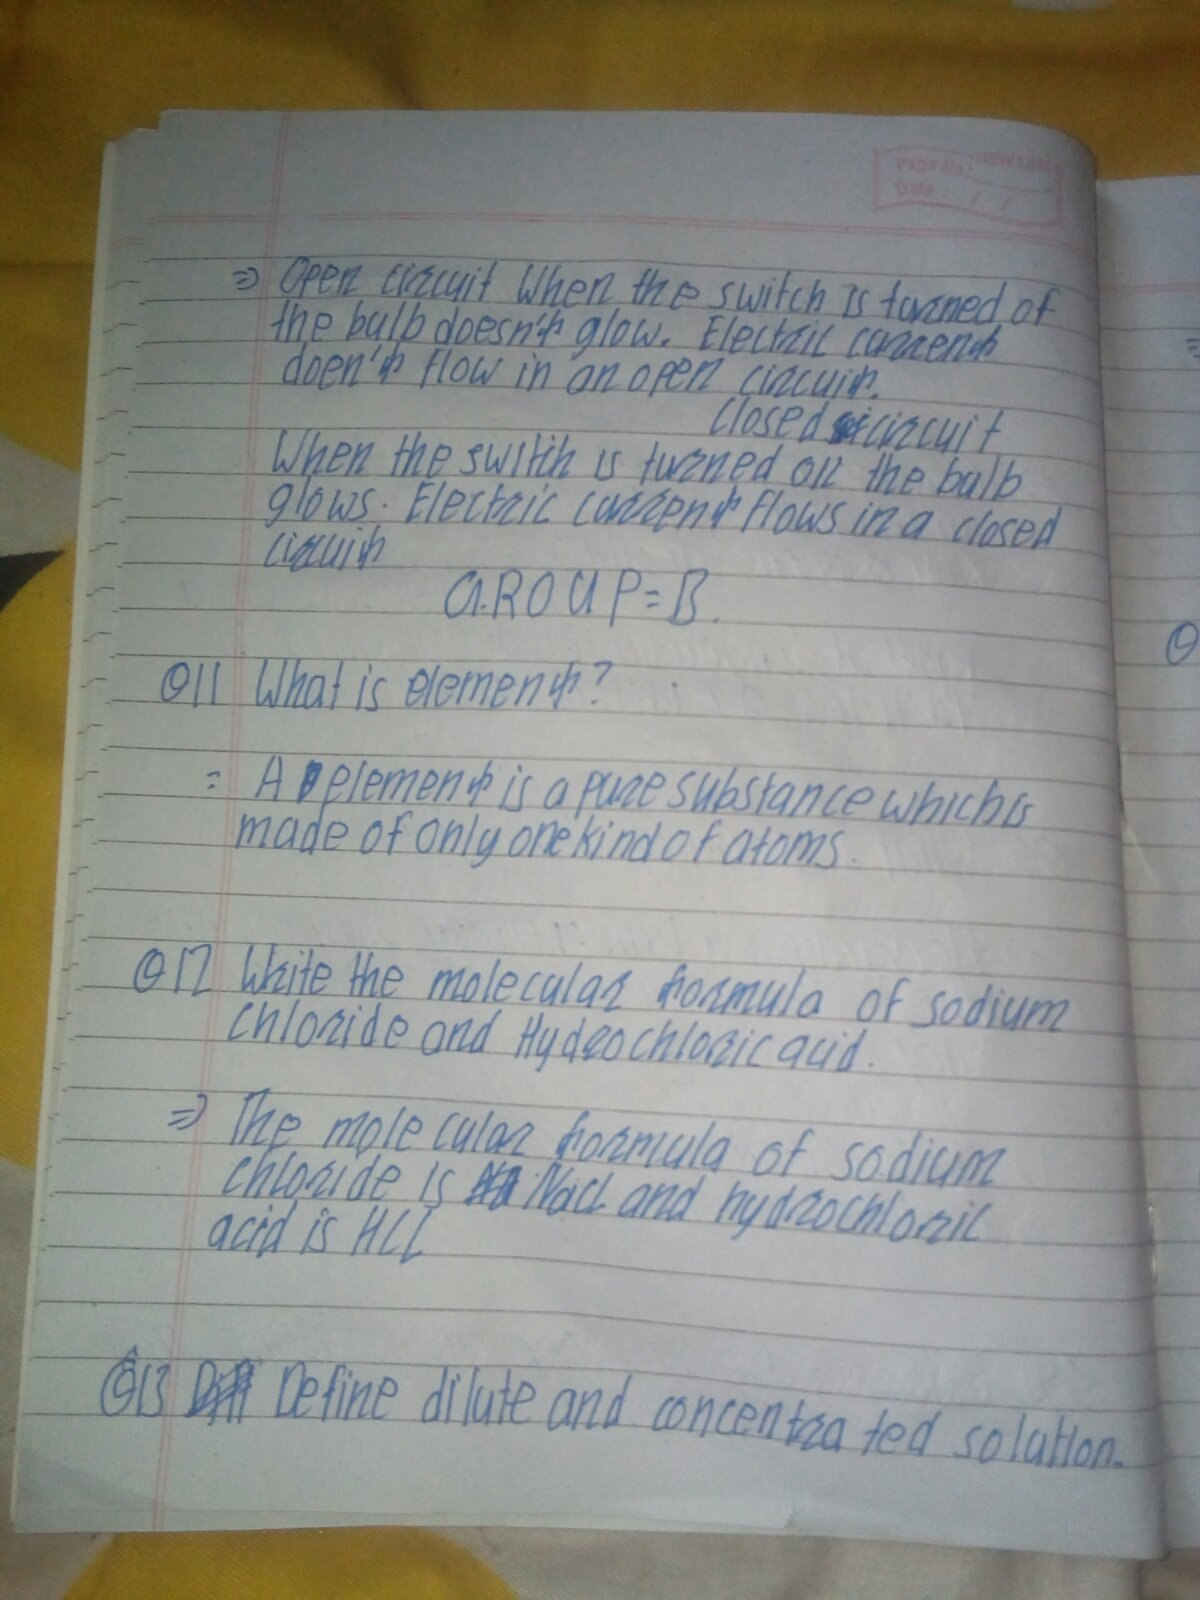 Page No.:
Date : / /
=> Open circuit When the switch is turned of
the bulb doesn't glow. Electric current
doen't flow in an open circuit.
Closed circuit
When the switch is turned on the bulb
glows. Electric current flows in a closed
circuit
GROUP=B.
Q11 What is element?
= A element is a pure substance which is
made of only one kind of atoms.
Q12 Write the molecular formula of sodium
chloride and Hydrochloric acid.
=> The molecular formula of sodium
chloride is Nacl and hydrochloric
acid is HCl
Q13 Define dilute and concentrated solution.